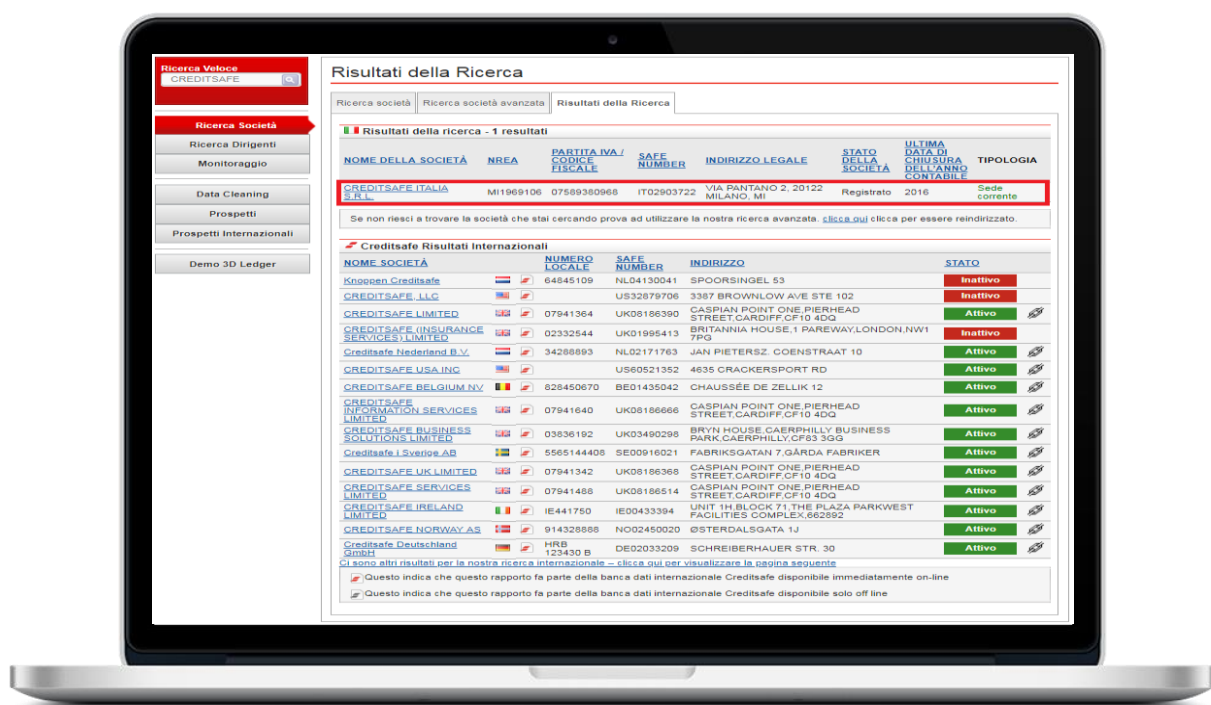 Ricerca Veloce
CREDITSAFE
Ricerca Società
Ricerca Dirigenti
Monitoraggio
Data Cleaning
Prospetti
Prospetti Internazionali
Demo 3D Ledger
Risultati della Ricerca
Ricerca società Ricerca società avanzata Risultati della Ricerca
Risultati della ricerca - 1 resultati
NOME DELLA SOCIETÀ NREA PARTITA IVA / CODICE FISCALE SAFE NUMBER INDIRIZZO LEGALE STATO DELLA SOCIETÀ ULTIMA DATA DI CHIUSURA DELL'ANNO CONTABILE TIPOLOGIA
CREDITSAFE ITALIA S.R.L. MI1969106 07589380968 IT02903722 VIA PANTANO 2, 20122 MILANO, MI Registrato 2016 Sede corrente
Se non riesci a trovare la società che stai cercando prova ad utilizzare la nostra ricerca avanzata. clicca qui clicca per essere reindirizzato.
Creditsafe Risultati Internazionali
NOME SOCIETÀ NUMERO LOCALE SAFE NUMBER INDIRIZZO STATO
Knoppen Creditsafe 64845109 NL04130041 SPOORSINGEL 53 Inattivo
CREDITSAFE, LLC US32879706 3387 BROWNLOW AVE STE 102 Inattivo
CREDITSAFE LIMITED 07941364 UK08186390 CASPIAN POINT ONE,PIERHEAD STREET,CARDIFF,CF10 4DQ Attivo
CREDITSAFE (INSURANCE SERVICES) LIMITED 02332544 UK01995413 BRITANNIA HOUSE,1 PAREWAY,LONDON,NW1 7PG Inattivo
Creditsafe Nederland B.V. 34288893 NL02171763 JAN PIETERSZ. COENSTRAAT 10 Attivo
CREDITSAFE USA INC US60521352 4635 CRACKERSPORT RD Attivo
CREDITSAFE BELGIUM NV 828450670 BE01435042 CHAUSSÉE DE ZELLIK 12 Attivo
CREDITSAFE INFORMATION SERVICES LIMITED 07941640 UK08186666 CASPIAN POINT ONE,PIERHEAD STREET,CARDIFF,CF10 4DQ Attivo
CREDITSAFE BUSINESS SOLUTIONS LIMITED 03836192 UK03490298 BRYN HOUSE,CAERPHILLY BUSINESS PARK,CAERPHILLY,CF83 3GG Attivo
Creditsafe i Sverige AB 5565144408 SE00916021 FABRIKSGATAN 7,GÅRDA FABRIKER Attivo
CREDITSAFE UK LIMITED 07941342 UK08186368 CASPIAN POINT ONE,PIERHEAD STREET,CARDIFF,CF10 4DQ Attivo
CREDITSAFE SERVICES LIMITED 07941488 UK08186514 CASPIAN POINT ONE,PIERHEAD STREET,CARDIFF,CF10 4DQ Attivo
CREDITSAFE IRELAND LIMITED IE441750 IE00433394 UNIT 1H,BLOCK 71,THE PLAZA PARKWEST FACILITIES COMPLEX,662892 Attivo
CREDITSAFE NORWAY AS 914328888 NO02450020 ØSTERDALSGATA 1J Attivo
Creditsafe Deutschland GmbH HRB 123430 B DE02033209 SCHREIBERHAUER STR. 30 Attivo
Ci sono altri risultati per la nostra ricerca internazionale – clicca qui per visualizzare la pagina seguente
Questo indica che questo rapporto fa parte della banca dati internazionale Creditsafe disponibile immediatamente on-line
Questo indica che questo rapporto fa parte della banca dati internazionale Creditsafe disponibile solo off line